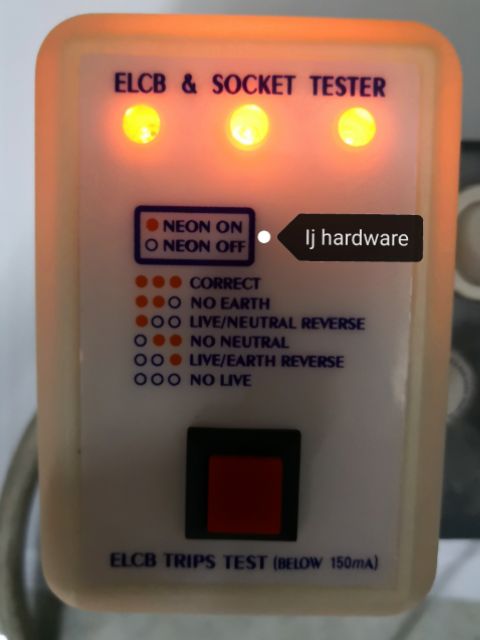 ELCB & SOCKET TESTER
NEON ON
NEON OFF
lj hardware
CORRECT
NO EARTH
LIVE/NEUTRAL REVERSE
NO NEUTRAL
LIVE/EARTH REVERSE
NO LIVE
ELCB TRIPS TEST (BELOW 150mA)